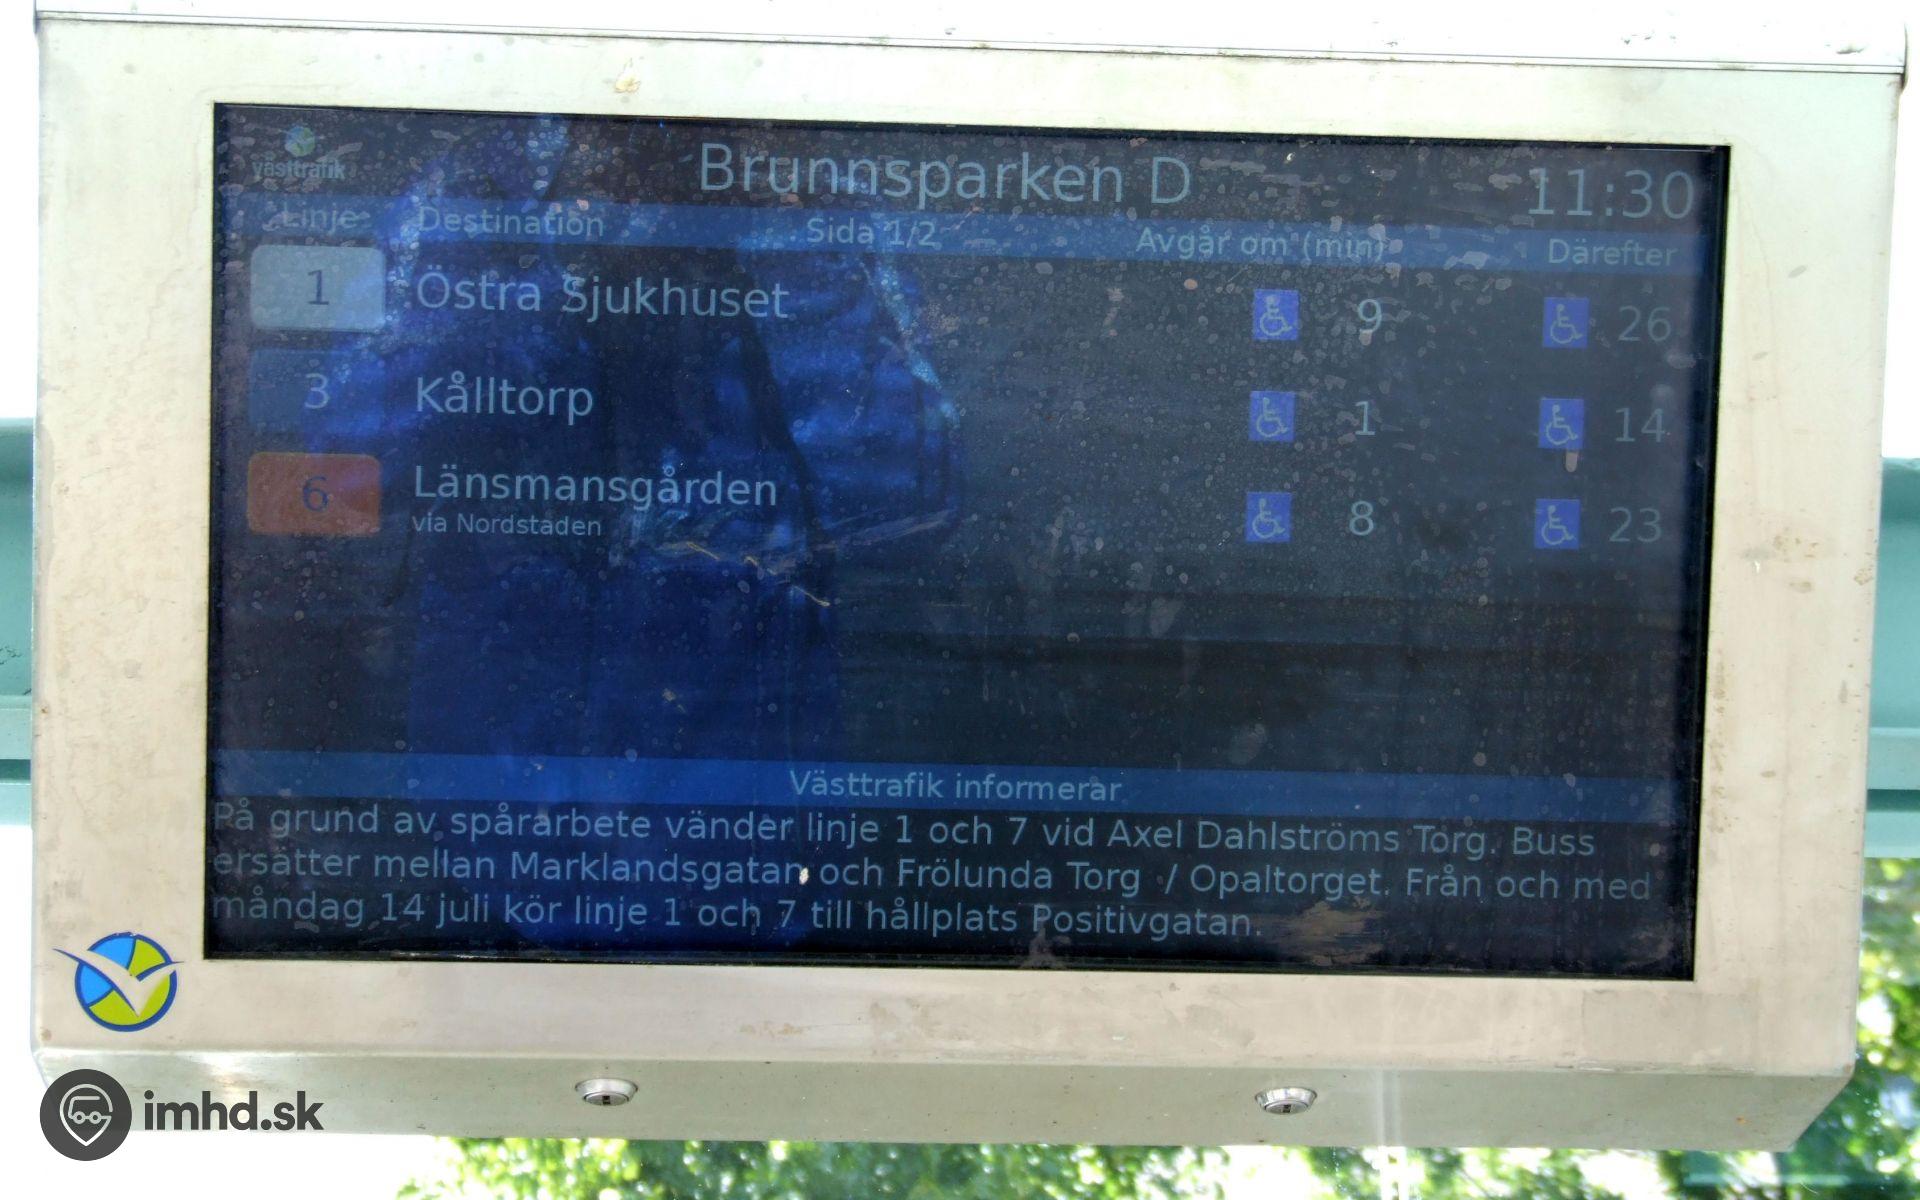 västtrafik
Brunnsparken D
11:30
Linje Destination Sida 1/2 Avgår om (min) Därefter
1 Östra Sjukhuset 9 26
3 Kålltorp 1 14
6 Länsmansgården 8 23
via Nordstaden
Västtrafik informerar
På grund av spårarbete vänder linje 1 och 7 vid Axel Dahlströms Torg. Buss
ersätter mellan Marklandsgatan och Frölunda Torg / Opaltorget. Från och med
måndag 14 juli kör linje 1 och 7 till hållplats Positivgatan.
imhd.sk